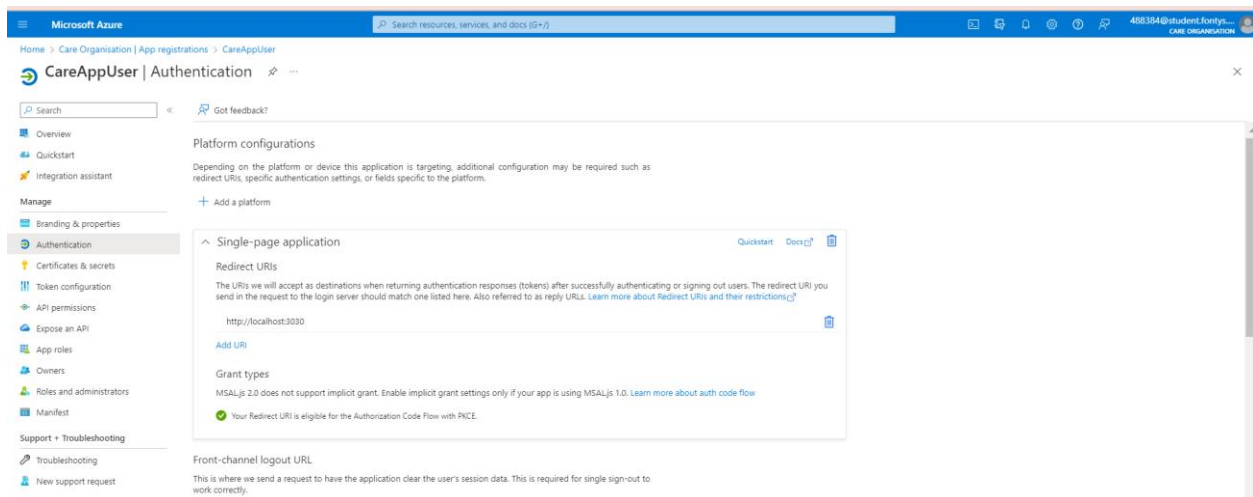 Microsoft Azure
Search resources, services, and docs (G+/)
488384@student.fontys....
CARE ORGANISATION
Home > Care Organisation | App registrations > CareAppUser
CareAppUser | Authentication
Search
Got feedback?
Overview
Quickstart
Integration assistant
Manage
Branding & properties
Authentication
Certificates & secrets
Token configuration
API permissions
Expose an API
App roles
Owners
Roles and administrators
Manifest
Support + Troubleshooting
Troubleshooting
New support request
Platform configurations
Depending on the platform or device this application is targeting, additional configuration may be required such as
redirect URIs, specific authentication settings, or fields specific to the platform.
+ Add a platform
Single-page application
Quickstart Docs
Redirect URIs
The URIs we will accept as destinations when returning authentication responses (tokens) after successfully authenticating or signing out users. The redirect URI you
send in the request to the login server should match one listed here. Also referred to as reply URLs. Learn more about Redirect URIs and their restrictions
http://localhost:3030
Add URI
Grant types
MSAL.js 2.0 does not support implicit grant. Enable implicit grant settings only if your app is using MSAL.js 1.0. Learn more about auth code flow
Your Redirect URI is eligible for the Authorization Code Flow with PKCE.
Front-channel logout URL
This is where we send a request to have the application clear the user's session data. This is required for single sign-out to
work correctly.